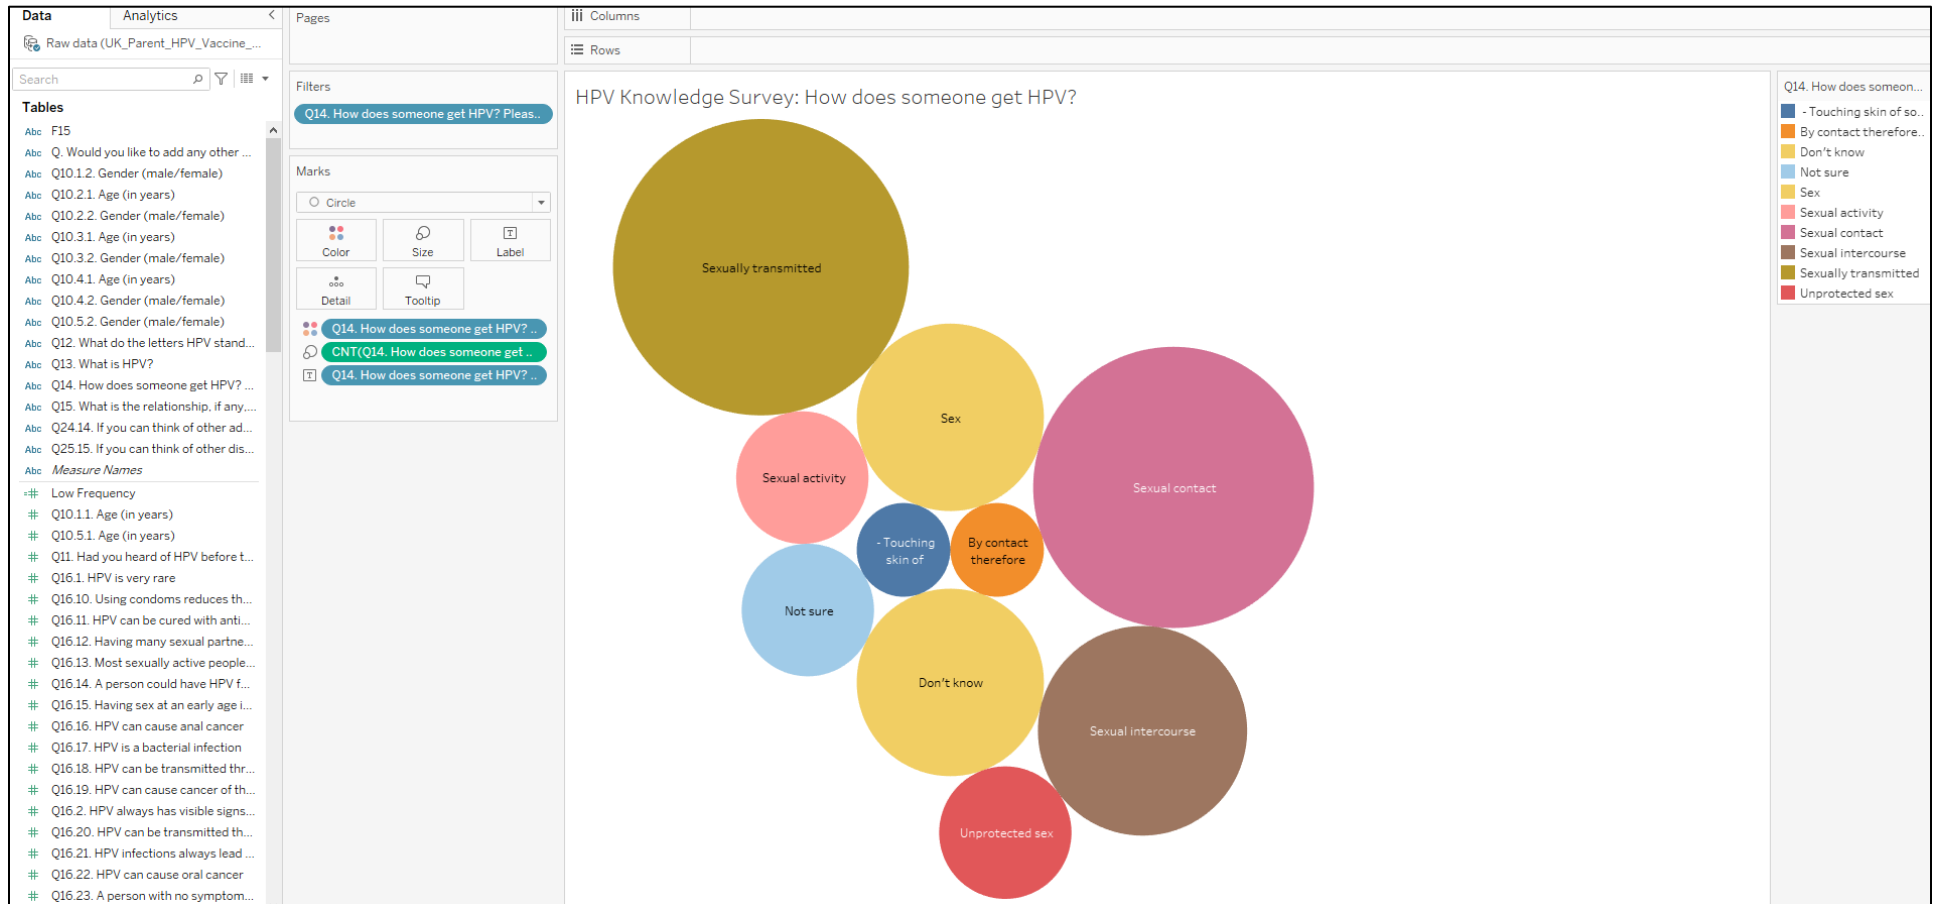 Data
Analytics
Raw data (UK_Parent_HPV_Vaccine_...
Search
Tables
Abc F15
Abc Q. Would you like to add any other ...
Abc Q10.1.2. Gender (male/female)
Abc Q10.2.1. Age (in years)
Abc Q10.2.2. Gender (male/female)
Abc Q10.3.1. Age (in years)
Abc Q10.3.2. Gender (male/female)
Abc Q10.4.1. Age (in years)
Abc Q10.4.2. Gender (male/female)
Abc Q10.5.2. Gender (male/female)
Abc Q12. What do the letters HPV stand...
Abc Q13. What is HPV?
Abc Q14. How does someone get HPV? ...
Abc Q15. What is the relationship, if any,...
Abc Q24.14. If you can think of other ad...
Abc Q25.15. If you can think of other dis...
Abc Measure Names
=# Low Frequency
# Q10.1.1. Age (in years)
# Q10.5.1. Age (in years)
# Q11. Had you heard of HPV before t...
# Q16.1. HPV is very rare
# Q16.10. Using condoms reduces th...
# Q16.11. HPV can be cured with anti...
# Q16.12. Having many sexual partne...
# Q16.13. Most sexually active people...
# Q16.14. A person could have HPV f...
# Q16.15. Having sex at an early age i...
# Q16.16. HPV can cause anal cancer
# Q16.17. HPV is a bacterial infection
# Q16.18. HPV can be transmitted thr...
# Q16.19. HPV can cause cancer of th...
# Q16.2. HPV always has visible signs...
# Q16.20. HPV can be transmitted th...
# Q16.21. HPV infections always lead ...
# Q16.22. HPV can cause oral cancer
# Q16.23. A person with no symptom...
Pages
Filters
Q14. How does someone get HPV? Pleas..
Marks
Circle
Color
Size
Label
Detail
Tooltip
Q14. How does someone get HPV? ..
CNT(Q14. How does someone get ..
Q14. How does someone get HPV? ..
Columns
Rows
HPV Knowledge Survey: How does someone get HPV?
Sexually transmitted
Sex
Sexual contact
Sexual activity
- Touching
skin of
By contact
therefore
Not sure
Don't know
Sexual intercourse
Unprotected sex
Q14. How does someon...
- Touching skin of so..
By contact therefore..
Don't know
Not sure
Sex
Sexual activity
Sexual contact
Sexual intercourse
Sexually transmitted
Unprotected sex